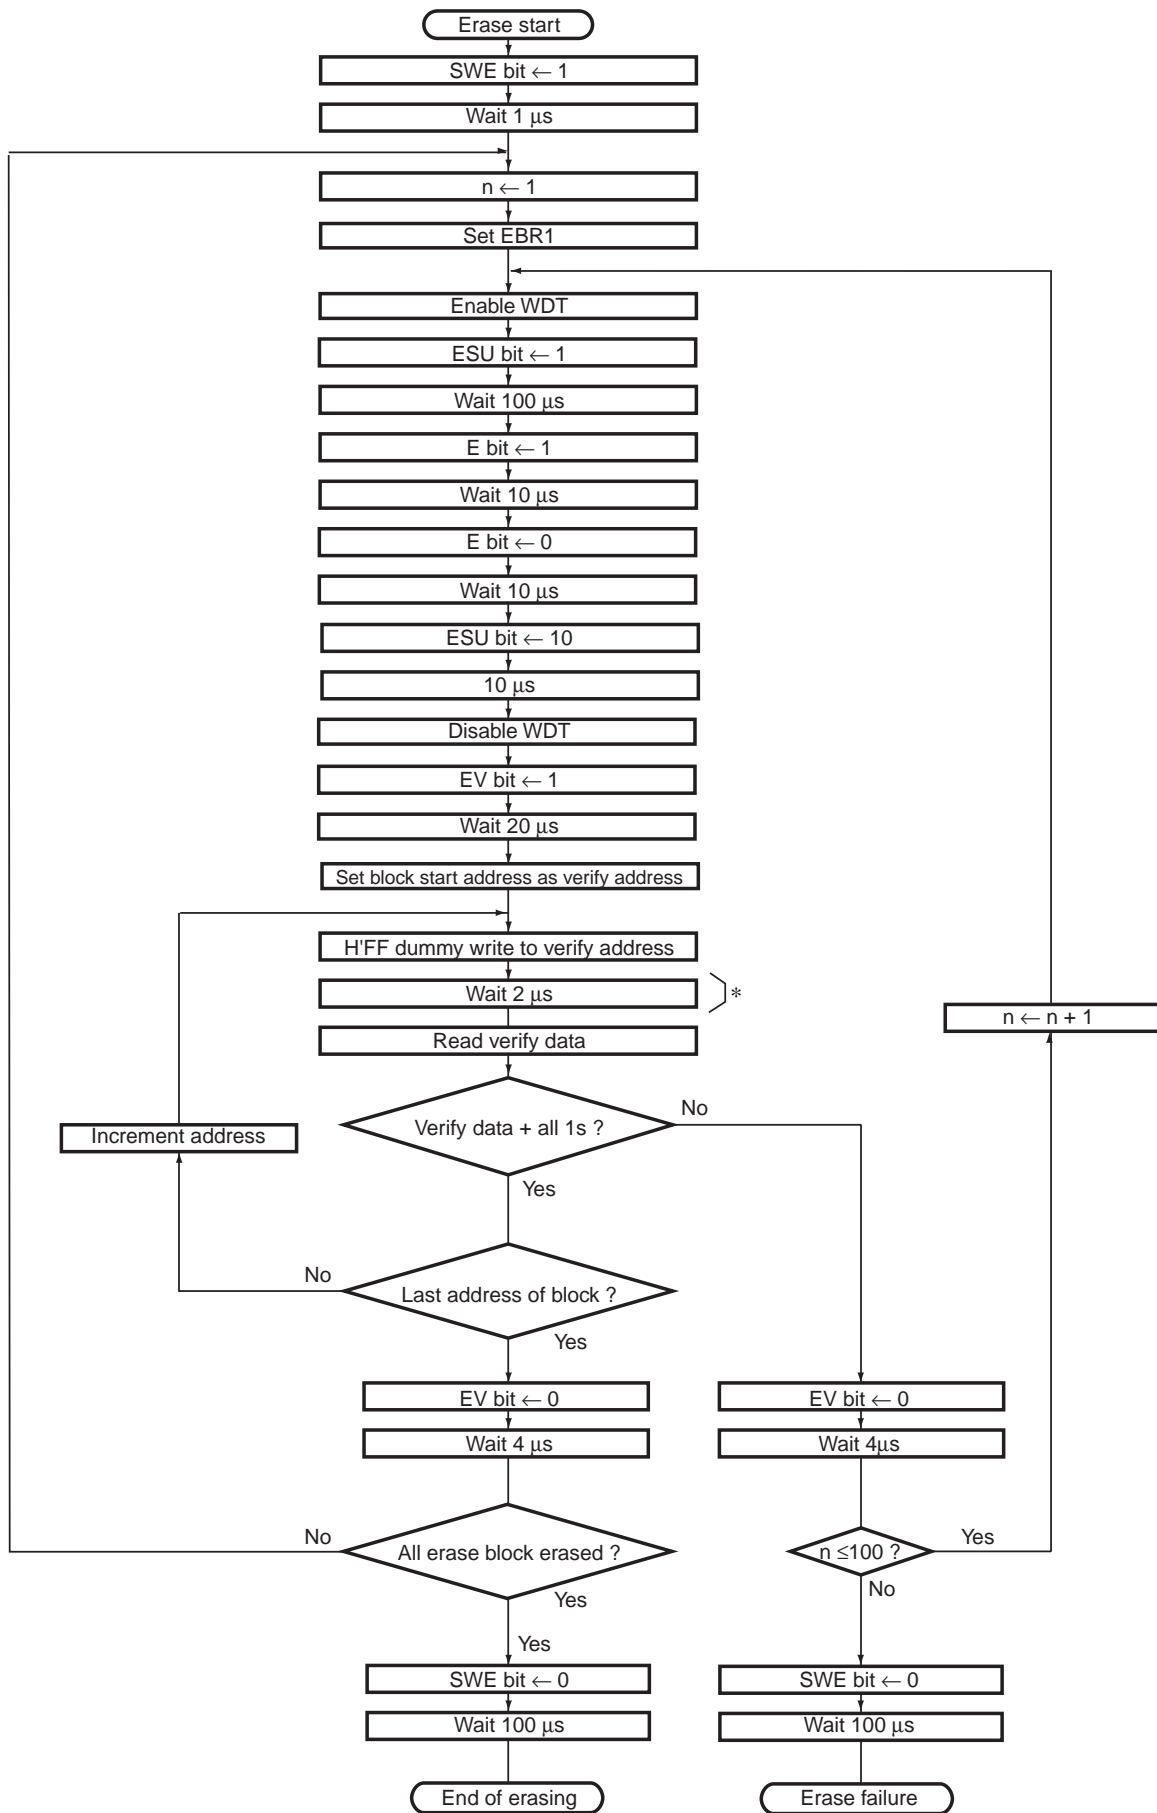 Erase start
SWE bit ← 1
Wait 1 μs
n ← 1
Set EBR1
Enable WDT
ESU bit ← 1
Wait 100 μs
E bit ← 1
Wait 10 μs
E bit ← 0
Wait 10 μs
ESU bit ← 10
10 μs
Disable WDT
EV bit ← 1
Wait 20 μs
Set block start address as verify address
H'FF dummy write to verify address
Wait 2 μs
*
n ← n + 1
Read verify data
No
Verify data + all 1s ?
Increment address
Yes
No
Last address of block ?
Yes
EV bit ← 0
EV bit ← 0
Wait 4 μs
Wait 4μs
No
All erase block erased ?
n ≤100 ?
Yes
No
Yes
Yes
SWE bit ← 0
SWE bit ← 0
Wait 100 μs
Wait 100 μs
End of erasing
Erase failure